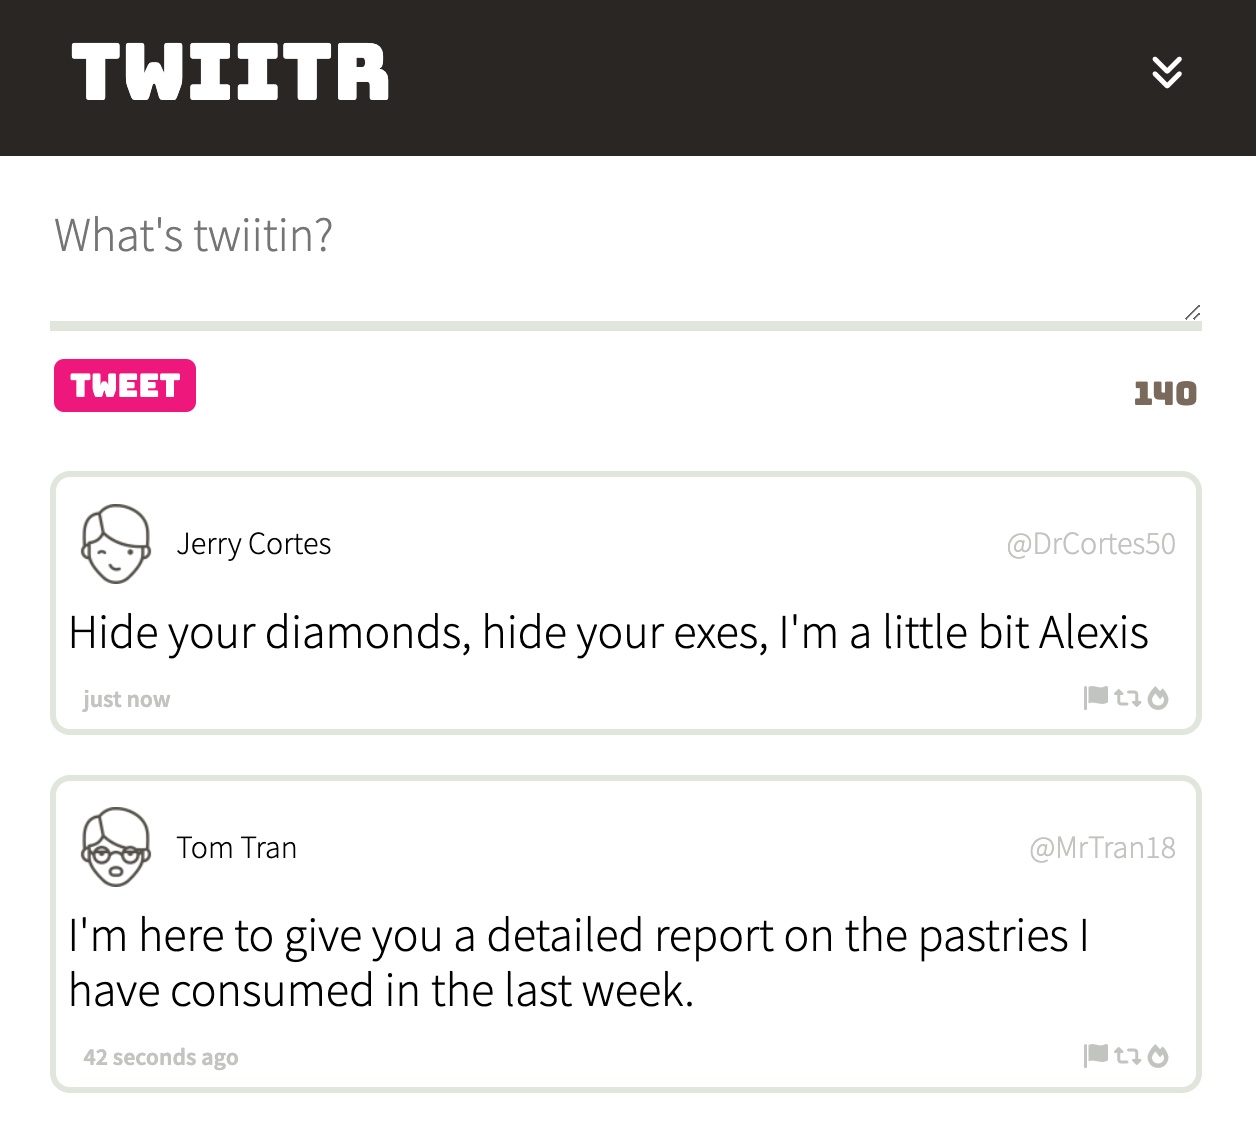 TWIITR
What's twiitin?
TWEET
140
Jerry Cortes
@DrCortes50
Hide your diamonds, hide your exes, I'm a little bit Alexis
just now
Tom Tran
@MrTran18
I'm here to give you a detailed report on the pastries I
have consumed in the last week.
42 seconds ago